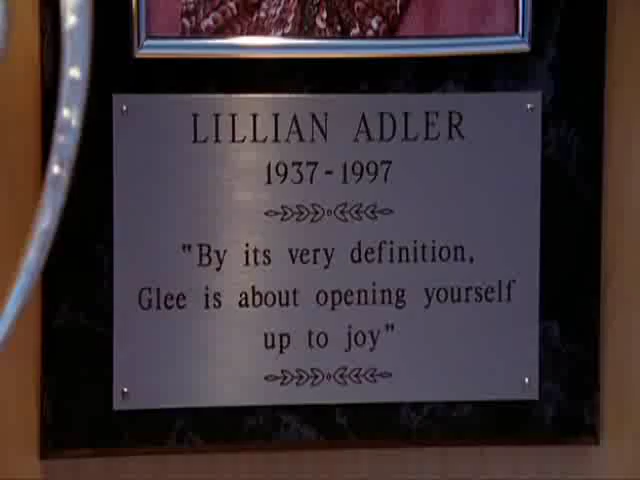 LILLIAN ADLER
1937-1997
"By its very definition,
Glee is about opening yourself
up to joy"